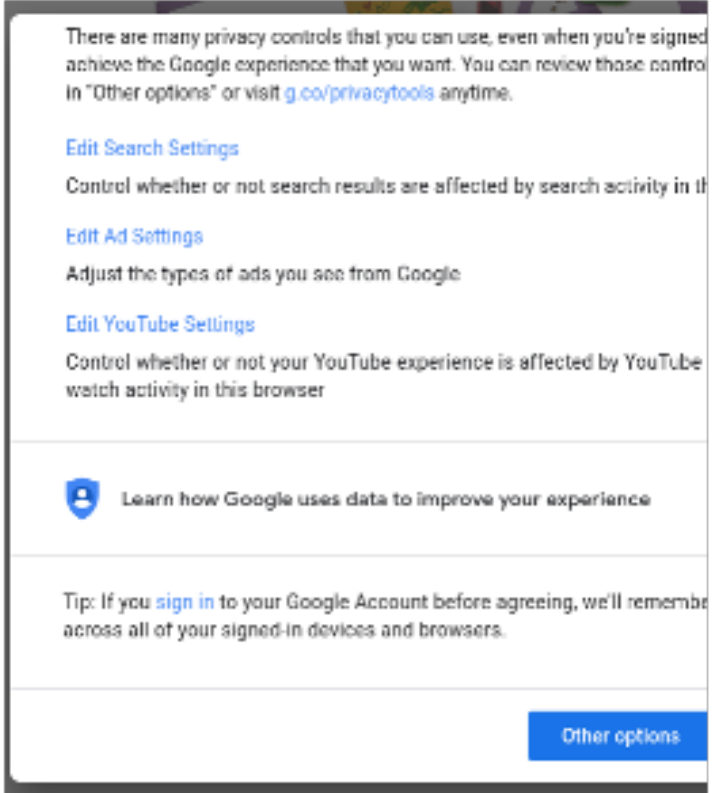 There are many privacy controls that you can use, even when you're signed
achieve the Google experience that you want. You can review those contro
in "Other options" or visit g.co/privacytools anytime.
Edit Search Settings
Control whether or not search results are affected by search activity in th
Edit Ad Settings
Adjust the types of ads you see from Google
Edit YouTube Settings
Control whether or not your YouTube experience is affected by YouTube
watch activity in this browser
Learn how Google uses data to improve your experience
Tip: If you sign in to your Google Account before agreeing, we'll remembe
across all of your signed-in devices and browsers.
Other options